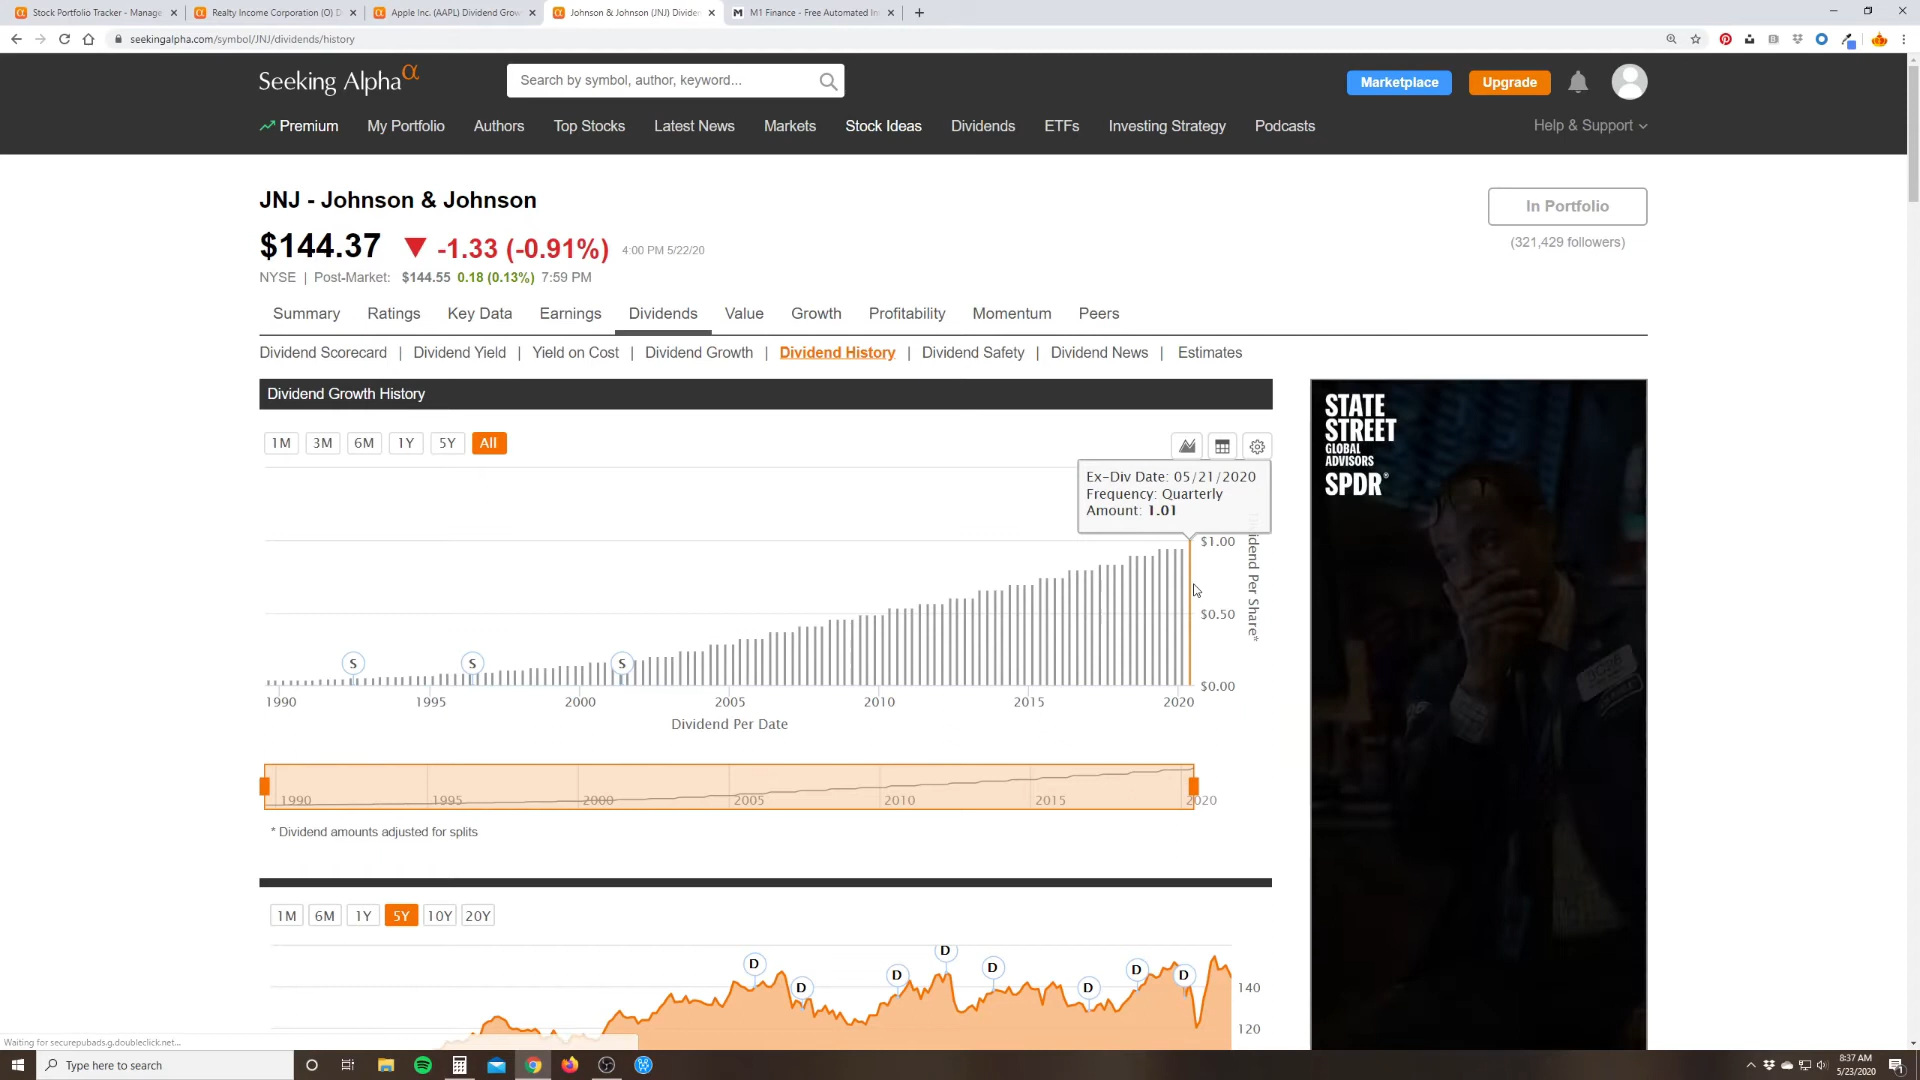 Stock Portfolio Tracker - Manage
Realty Income Corporation (O) D
Apple Inc. (AAPL) Dividend Grow
Johnson & Johnson (JNJ) Divide
M1 Finance - Free Automated In
seekingalpha.com/symbol/JNJ/dividends/history
Seeking Alpha α
Search by symbol, author, keyword...
Marketplace
Upgrade
Premium My Portfolio Authors Top Stocks Latest News Markets Stock Ideas Dividends ETFs Investing Strategy Podcasts Help & Support
JNJ - Johnson & Johnson
In Portfolio
$144.37 ▼ -1.33 (-0.91%) 4:00 PM 5/22/20
(321,429 followers)
NYSE | Post-Market: $144.55 0.18 (0.13%) 7:59 PM
Summary Ratings Key Data Earnings Dividends Value Growth Profitability Momentum Peers
Dividend Scorecard | Dividend Yield | Yield on Cost | Dividend Growth | Dividend History | Dividend Safety | Dividend News | Estimates
Dividend Growth History
1M 3M 6M 1Y 5Y All
Ex-Div Date: 05/21/2020
Frequency: Quarterly
Amount: 1.01
$1.00
$0.50
$0.00
Dividend Per Share*
S S S
1990 1995 2000 2005 2010 2015 2020
Dividend Per Date
1990 1995 2000 2005 2010 2015 2020
* Dividend amounts adjusted for splits
1M 6M 1Y 5Y 10Y 20Y
D D D D D D D D
140
120
STATE
STREET
GLOBAL
ADVISORS
SPDR®
Waiting for securepubads.g.doubleclick.net...
Type here to search
8:37 AM
5/23/2020